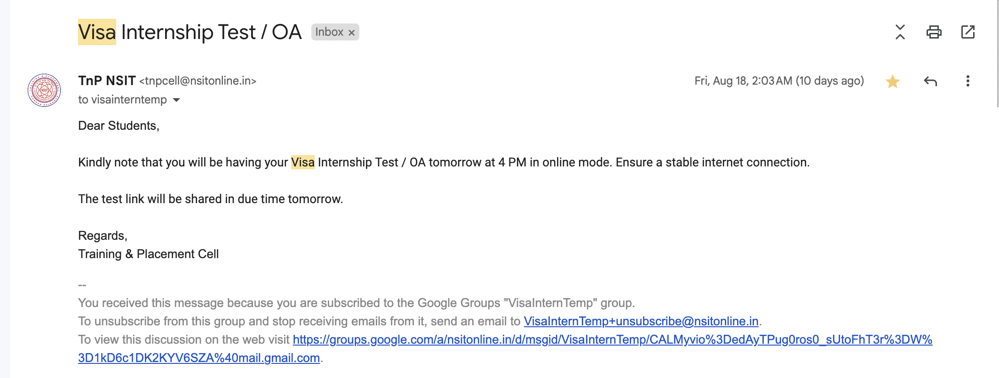 Visa Internship Test / OA Inbox ×
TnP NSIT <tnpcell@nsitonline.in> Fri, Aug 18, 2:03 AM (10 days ago)
to visainterntemp
Dear Students,
Kindly note that you will be having your Visa Internship Test / OA tomorrow at 4 PM in online mode. Ensure a stable internet connection.
The test link will be shared in due time tomorrow.
Regards,
Training & Placement Cell
--
You received this message because you are subscribed to the Google Groups "VisaInternTemp" group.
To unsubscribe from this group and stop receiving emails from it, send an email to VisaInternTemp+unsubscribe@nsitonline.in.
To view this discussion on the web visit https://groups.google.com/a/nsitonline.in/d/msgid/VisaInternTemp/CALMyvio%3DedAyTPug0ros0_sUtoFhT3r%3DW%
3D1kD6c1DK2KYV6SZA%40mail.gmail.com.